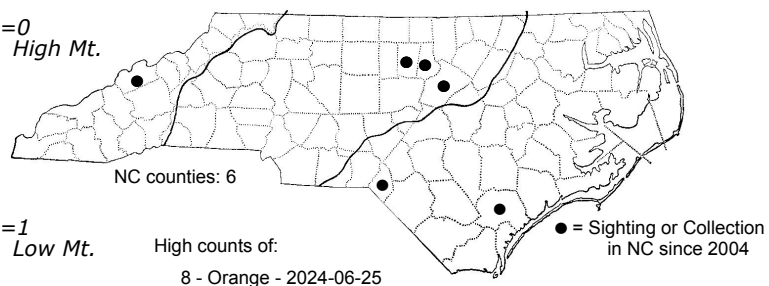 =0
High Mt.
NC counties: 6
=1
Low Mt.
High counts of:
8 - Orange - 2024-06-25
● = Sighting or Collection
in NC since 2004